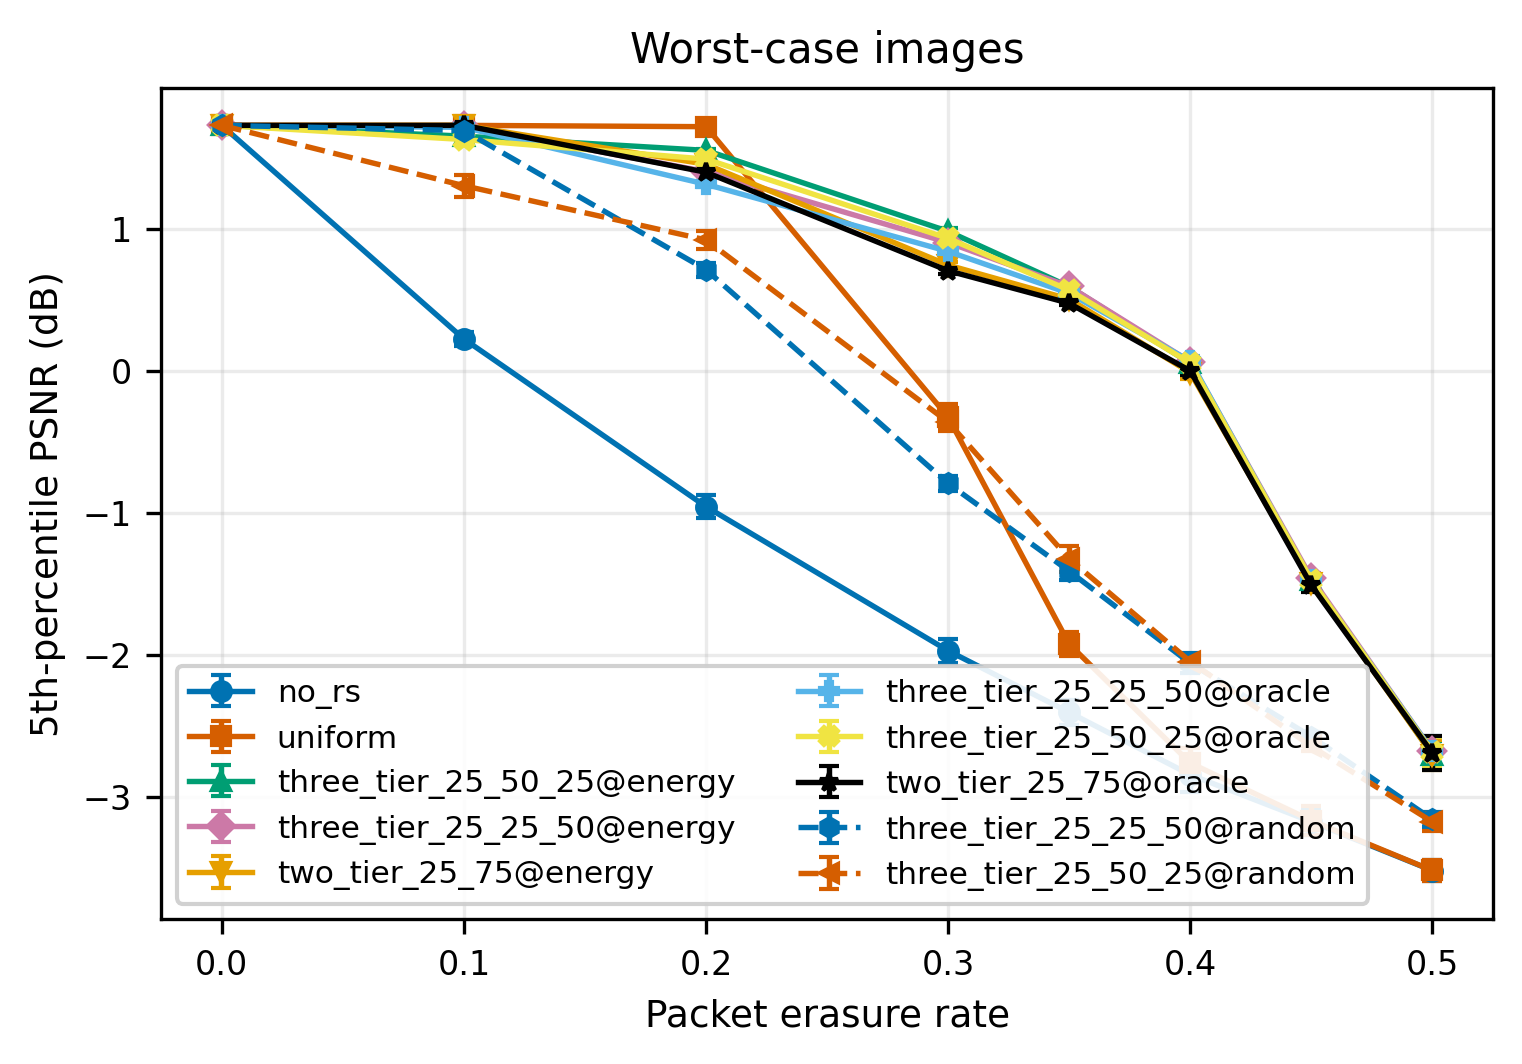 Worst-case images
5th-percentile PSNR (dB)
1
0
−1
−2
−3
no_rs
uniform
three_tier_25_50_25@energy
three_tier_25_25_50@energy
two_tier_25_75@energy
three_tier_25_25_50@oracle
three_tier_25_50_25@oracle
two_tier_25_75@oracle
three_tier_25_25_50@random
three_tier_25_50_25@random
0.0 0.1 0.2 0.3 0.4 0.5
Packet erasure rate